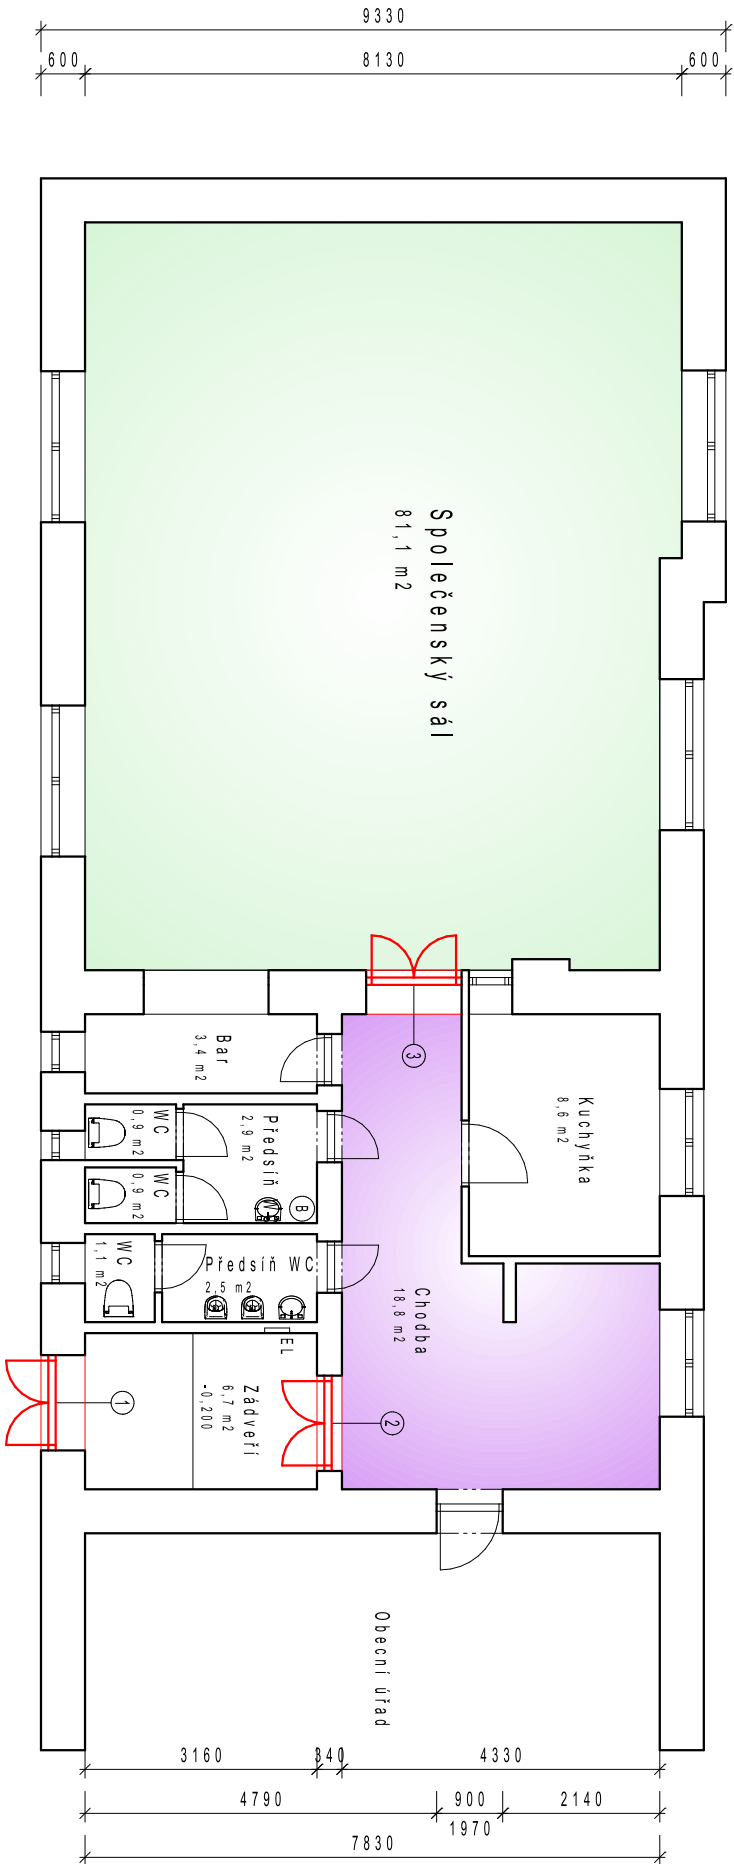 9330
600
8130
600
Společenský sál
81,1 m2
3
Bar
3,4 m2
Kuchyňka
8,6 m2
WC
0,9 m2
Předsíň
2,9 m2
WC
0,9 m2
B
WC
1,1 m2
Předsíň WC
2,5 m2
Chodba
18,8 m2
EL
Zádveří
6,7 m2
-0,200
1
2
Obecní úřad
3160
340
4330
4790
900
2140
1970
7830